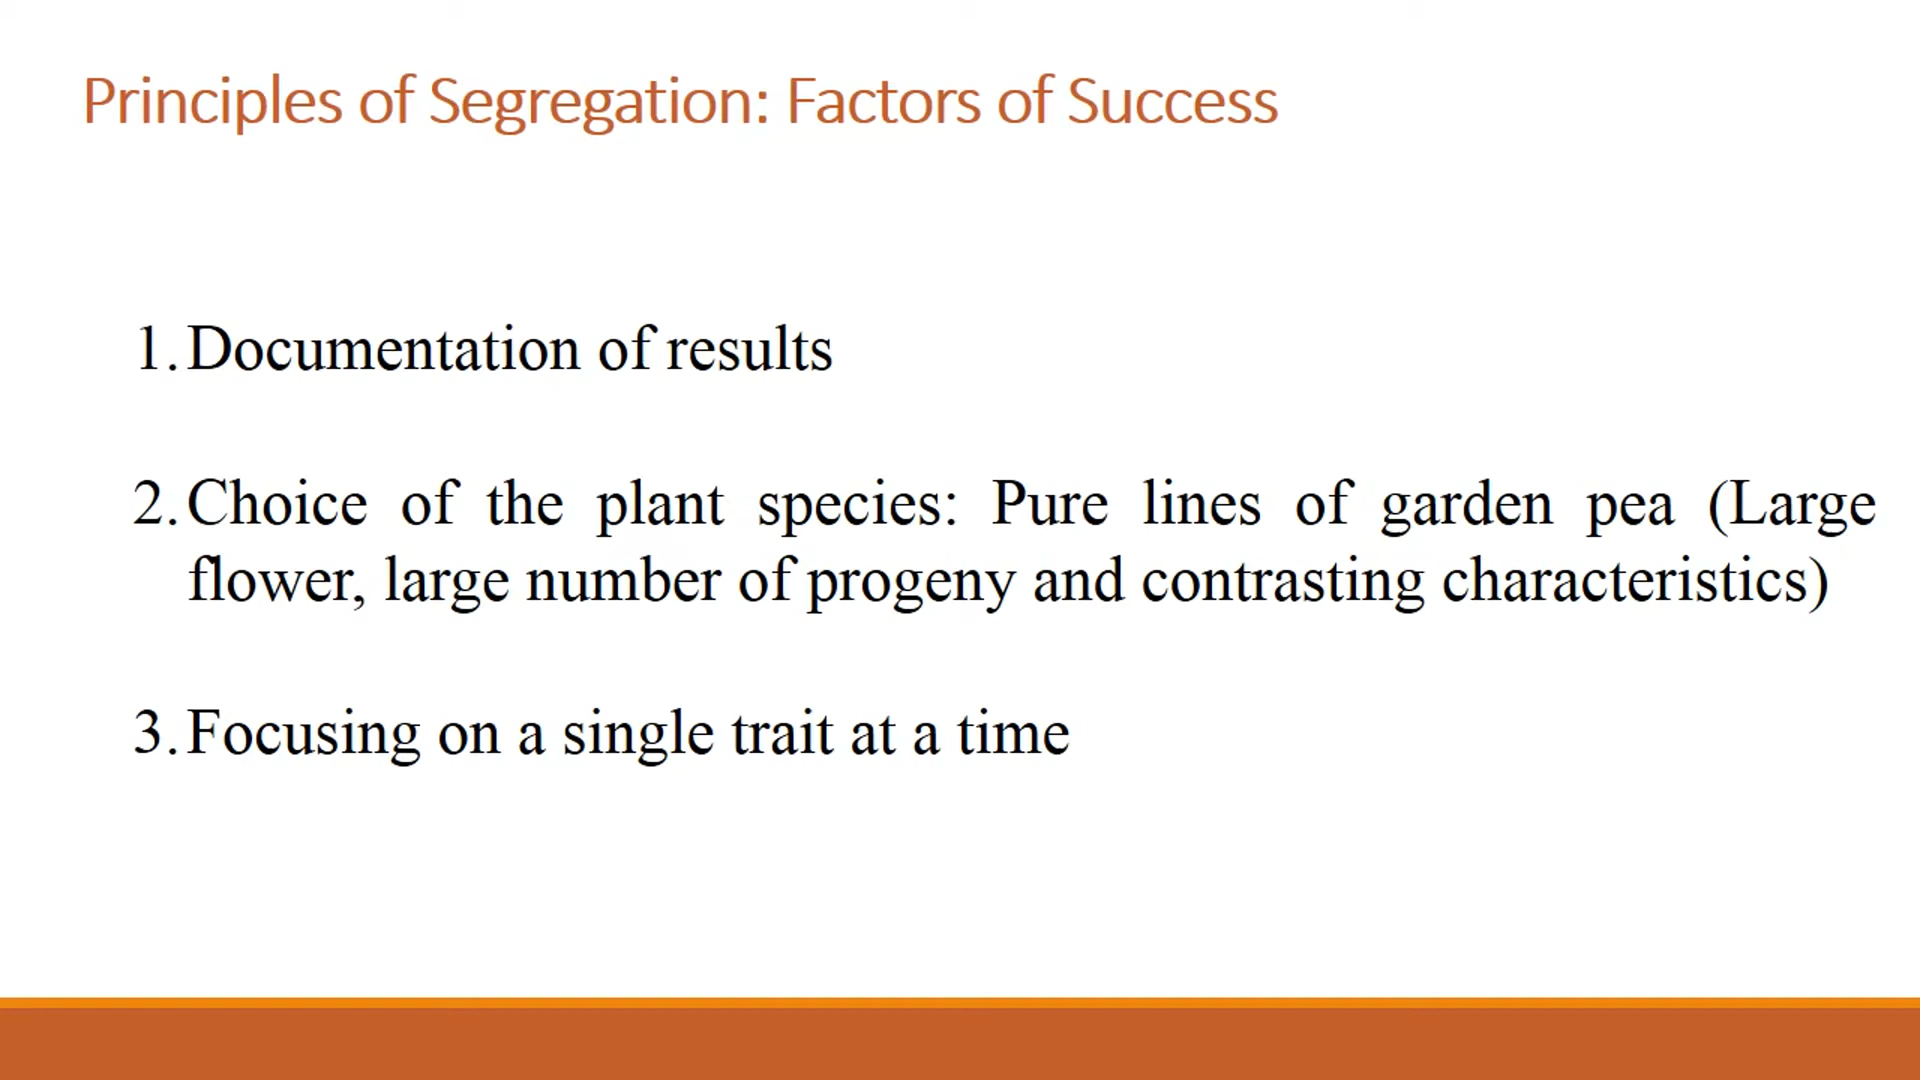 Principles of Segregation: Factors of Success
1. Documentation of results
2. Choice of the plant species: Pure lines of garden pea (Large
flower, large number of progeny and contrasting characteristics)
3. Focusing on a single trait at a time